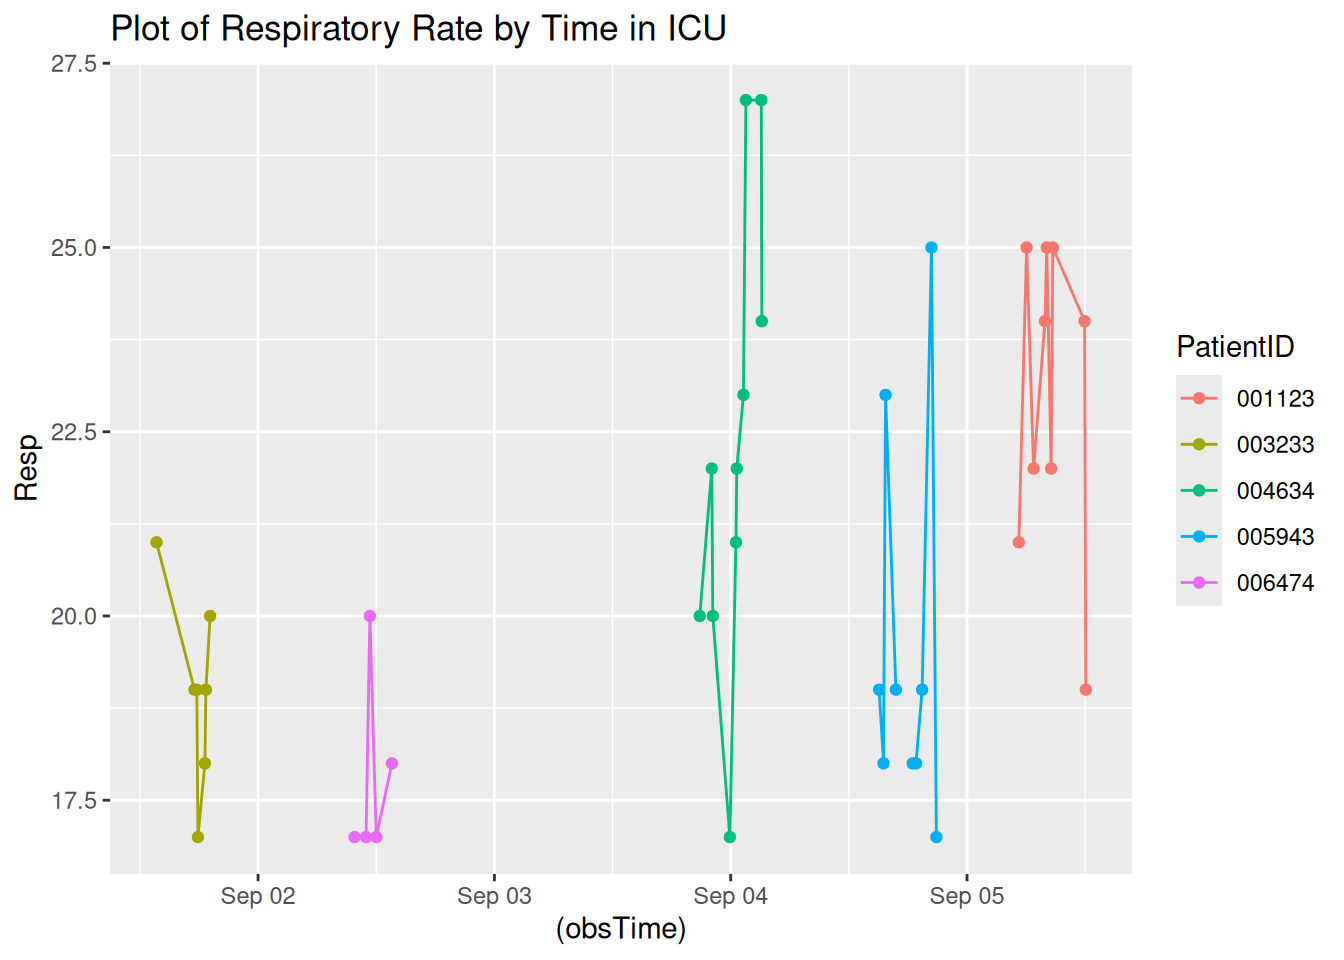 Plot of Respiratory Rate by Time in ICU
27.5
25.0
22.5
20.0
17.5
Resp
Sep 02
Sep 03
Sep 04
Sep 05
(obsTime)
PatientID
001123
003233
004634
005943
006474